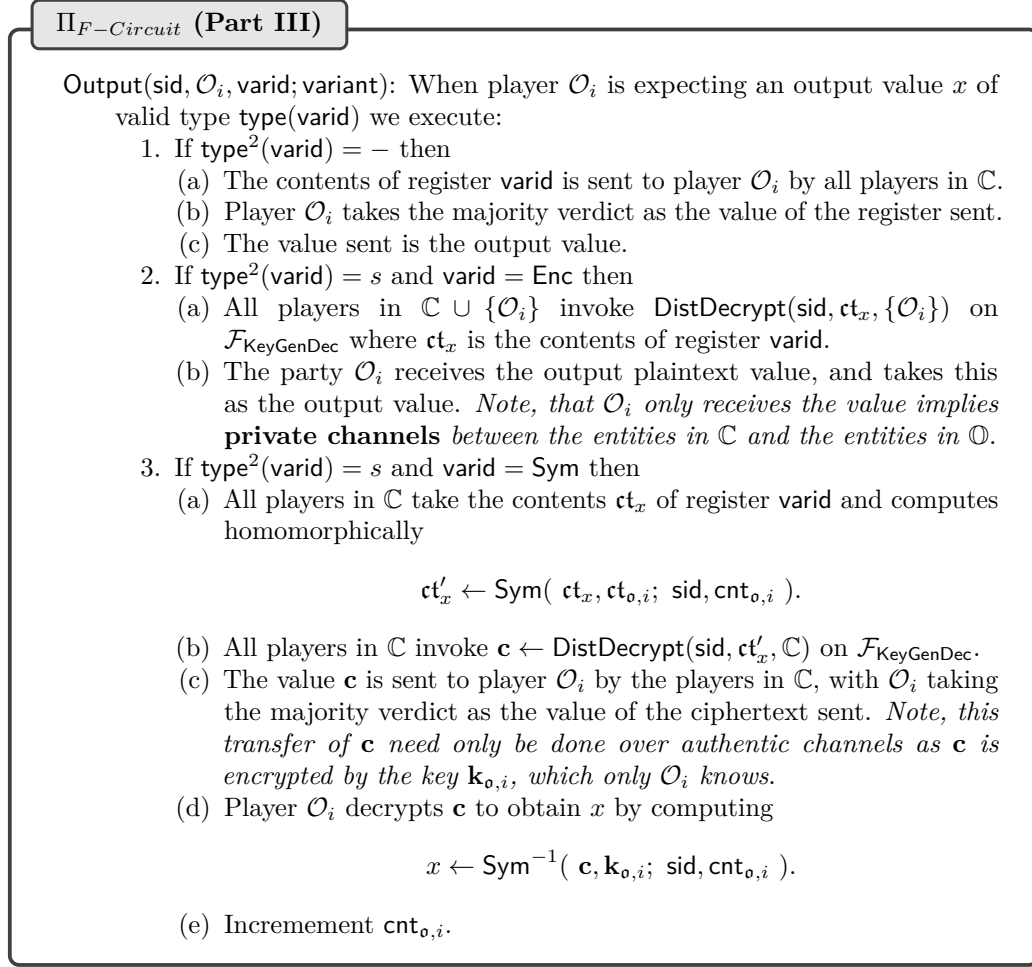 Π_{F−Circuit} (Part III)
Output(sid, 𝒪_i, varid; variant): When player 𝒪_i is expecting an output value x of
valid type type(varid) we execute:
1. If type²(varid) = − then
(a) The contents of register varid is sent to player 𝒪_i by all players in ℂ.
(b) Player 𝒪_i takes the majority verdict as the value of the register sent.
(c) The value sent is the output value.
2. If type²(varid) = s and varid = Enc then
(a) All players in ℂ ∪ {𝒪_i} invoke DistDecrypt(sid, 𝔠𝔱_x, {𝒪_i}) on
ℱ_{KeyGenDec} where 𝔠𝔱_x is the contents of register varid.
(b) The party 𝒪_i receives the output plaintext value, and takes this
as the output value. Note, that 𝒪_i only receives the value implies
private channels between the entities in ℂ and the entities in 𝕆.
3. If type²(varid) = s and varid = Sym then
(a) All players in ℂ take the contents 𝔠𝔱_x of register varid and computes
homomorphically
𝔠𝔱′_x ← Sym( 𝔠𝔱_x, 𝔠𝔱_{𝔬,i}; sid, cnt_{𝔬,i} ).
(b) All players in ℂ invoke 𝐜 ← DistDecrypt(sid, 𝔠𝔱′_x, ℂ) on ℱ_{KeyGenDec}.
(c) The value 𝐜 is sent to player 𝒪_i by the players in ℂ, with 𝒪_i taking
the majority verdict as the value of the ciphertext sent. Note, this
transfer of 𝐜 need only be done over authentic channels as 𝐜 is
encrypted by the key 𝐤_{𝔬,i}, which only 𝒪_i knows.
(d) Player 𝒪_i decrypts 𝐜 to obtain x by computing
x ← Sym⁻¹( 𝐜, 𝐤_{𝔬,i}; sid, cnt_{𝔬,i} ).
(e) Incremement cnt_{𝔬,i}.